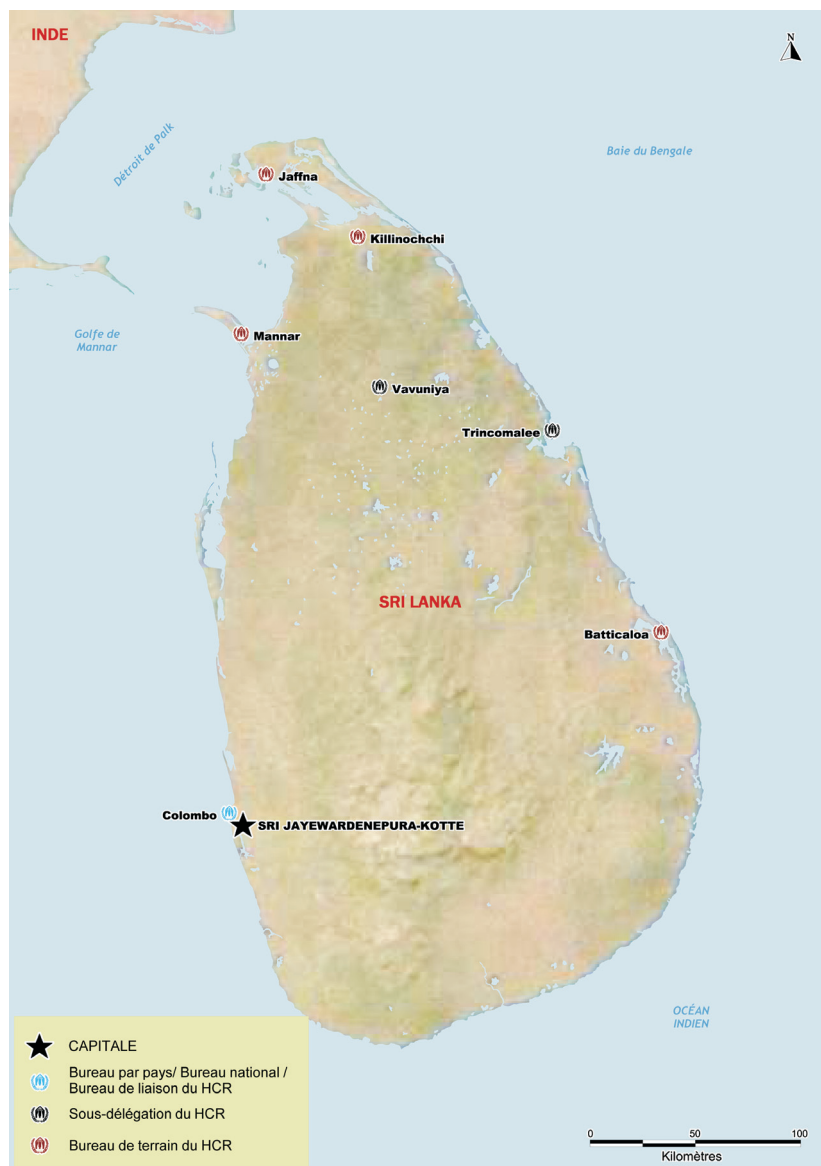 INDE
N
Détroit de Palk
Baie du Bengale
Jaffna
Killinochchi
Golfe de
Mannar
Mannar
Vavuniya
Trincomalee
SRI LANKA
Batticaloa
Colombo
SRI JAYEWARDENEPURA-KOTTE
OCÉAN
INDIEN
CAPITALE
Bureau par pays/ Bureau national /
Bureau de liaison du HCR
Sous-délégation du HCR
Bureau de terrain du HCR
0 50 100
Kilomètres